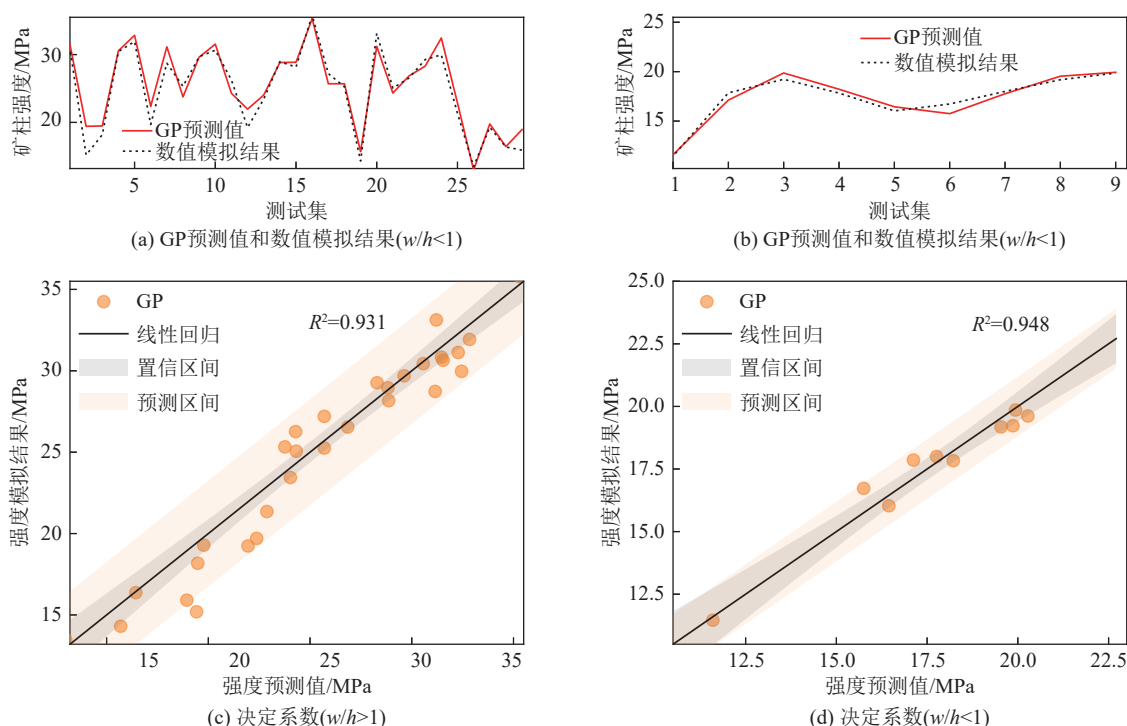 矿柱强度/MPa
30
20
GP预测值
数值模拟结果
5
10
15
20
25
测试集
(a) GP预测值和数值模拟结果(w/h<1)
矿柱强度/MPa
25
20
15
GP预测值
数值模拟结果
1
2
3
4
5
6
7
8
9
测试集
(b) GP预测值和数值模拟结果(w/h<1)
强度模拟结果/MPa
35
30
25
20
15
GP
线性回归
置信区间
预测区间
R²=0.931
15
20
25
30
35
强度预测值/MPa
(c) 决定系数(w/h>1)
强度模拟结果/MPa
25.0
22.5
20.0
17.5
15.0
12.5
GP
线性回归
置信区间
预测区间
R²=0.948
12.5
15.0
17.5
20.0
22.5
强度预测值/MPa
(d) 决定系数(w/h<1)